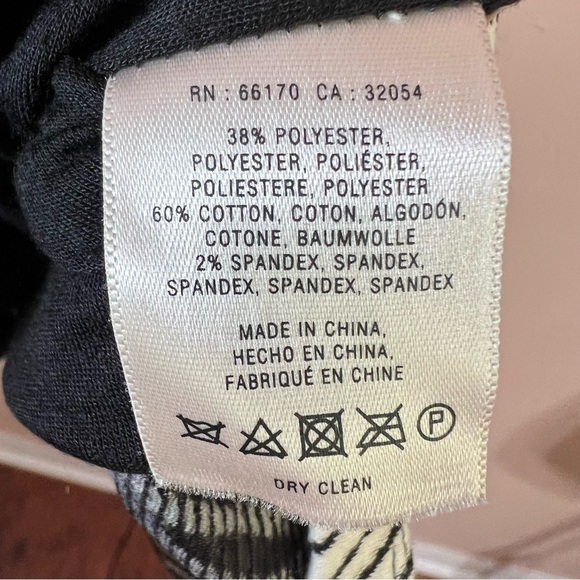 RN : 66170 CA : 32054
38% POLYESTER,
POLYESTER, POLIÉSTER,
POLIESTERE, POLYESTER
60% COTTON, COTON, ALGODÓN,
COTONE, BAUMWOLLE
2% SPANDEX, SPANDEX,
SPANDEX, SPANDEX, SPANDEX
MADE IN CHINA,
HECHO EN CHINA,
FABRIQUÉ EN CHINE
P
DRY CLEAN